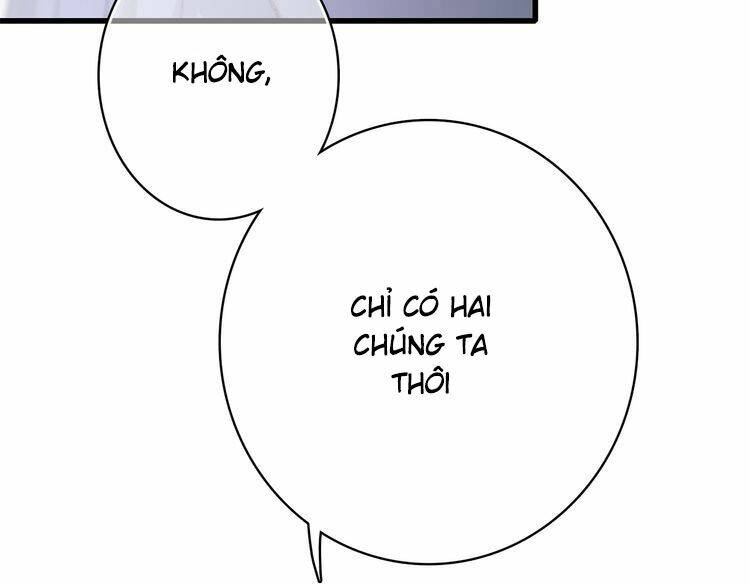 KHÔNG,
CHỈ CÓ HAI
CHÚNG TA
THÔI